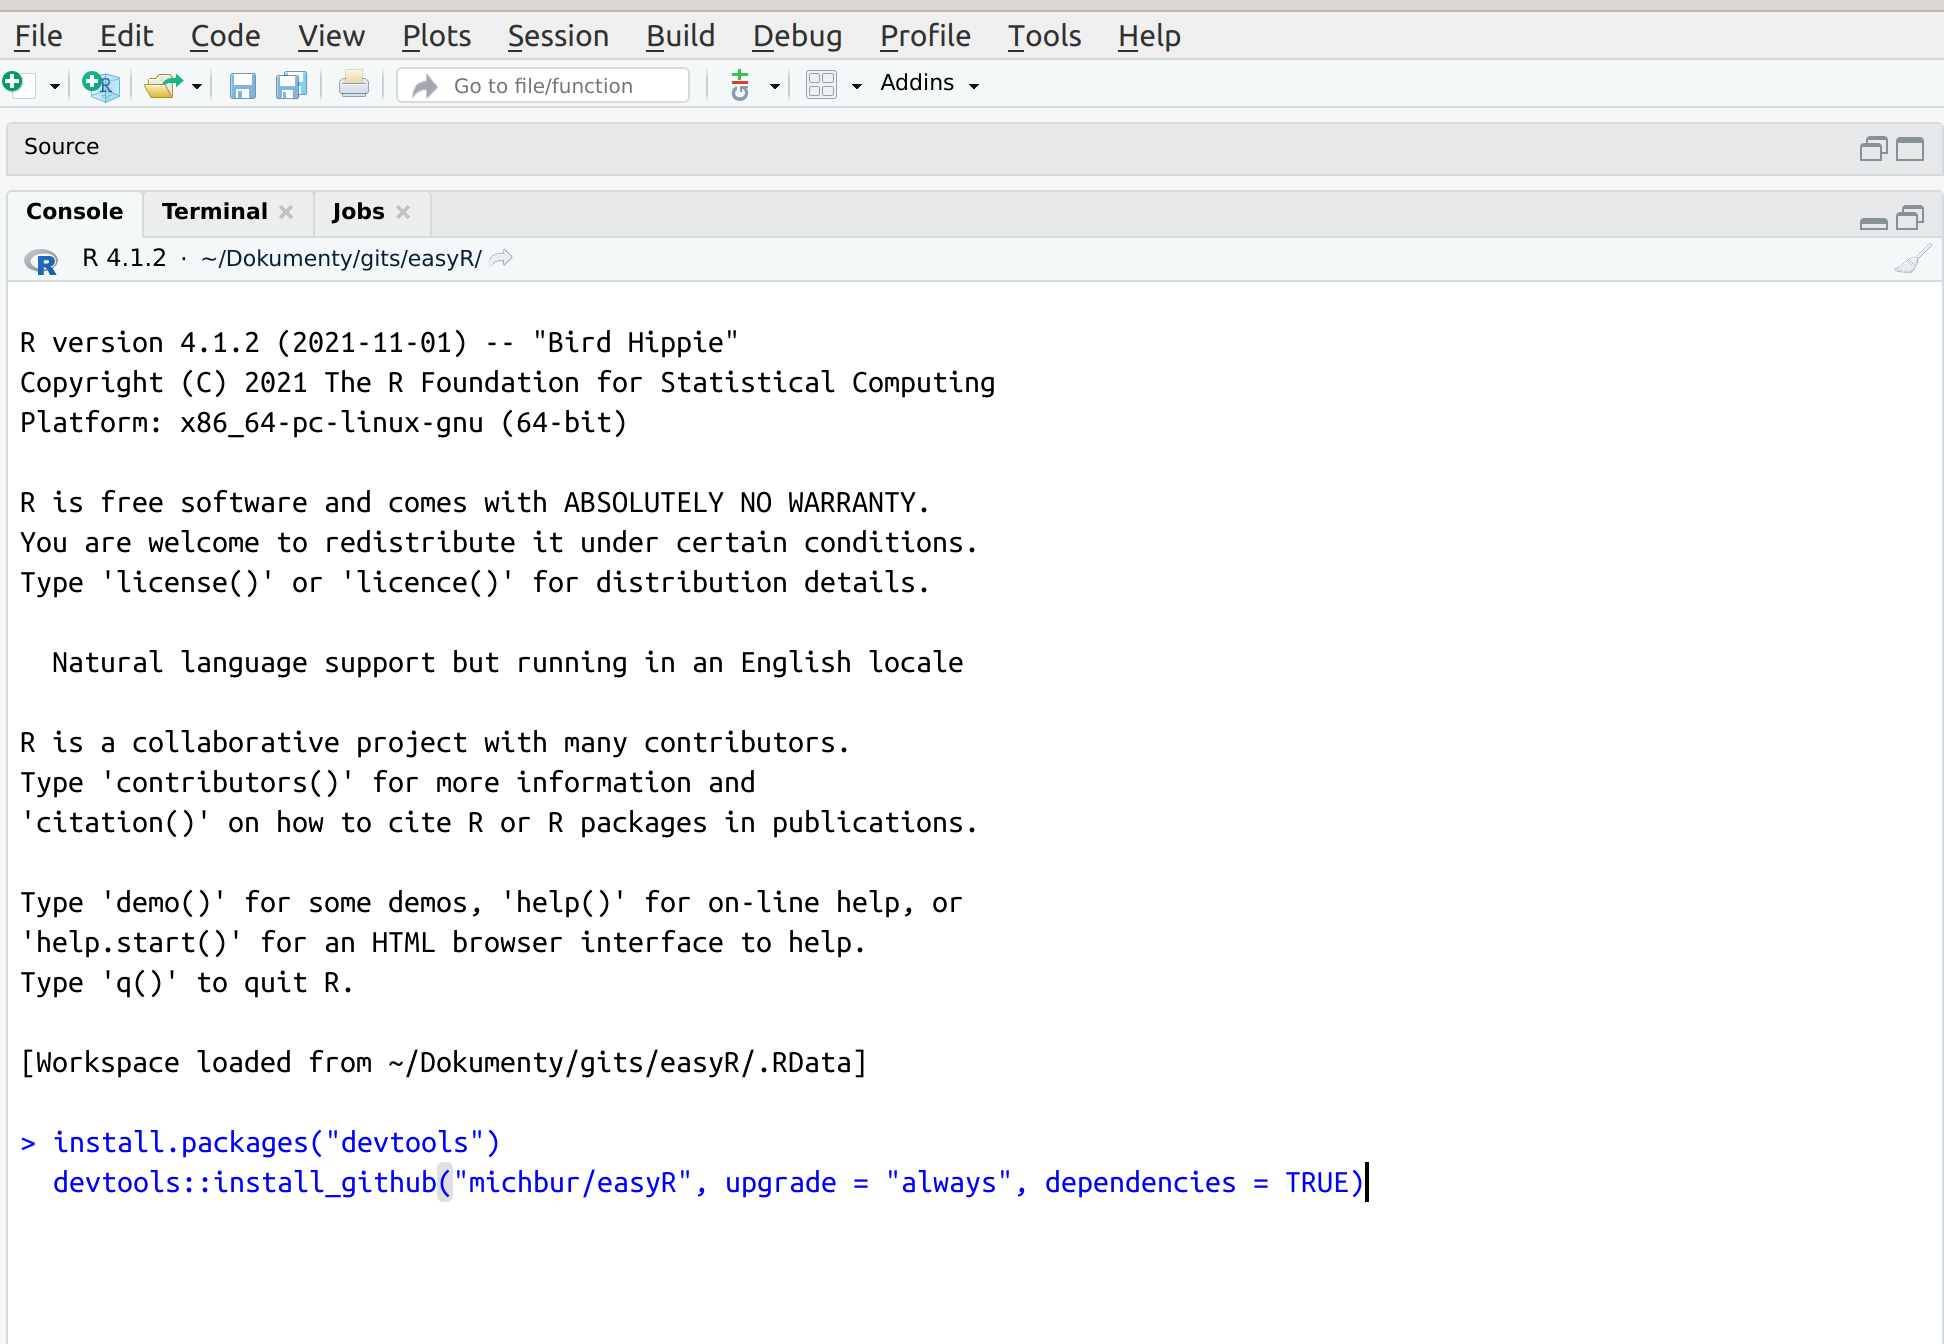 File Edit Code View Plots Session Build Debug Profile Tools Help
R Go to file/function G Addins
Source
Console Terminal Jobs
R R 4.1.2 · ~/Dokumenty/gits/easyR/
R version 4.1.2 (2021-11-01) -- "Bird Hippie"
Copyright (C) 2021 The R Foundation for Statistical Computing
Platform: x86_64-pc-linux-gnu (64-bit)
R is free software and comes with ABSOLUTELY NO WARRANTY.
You are welcome to redistribute it under certain conditions.
Type 'license()' or 'licence()' for distribution details.
Natural language support but running in an English locale
R is a collaborative project with many contributors.
Type 'contributors()' for more information and
'citation()' on how to cite R or R packages in publications.
Type 'demo()' for some demos, 'help()' for on-line help, or
'help.start()' for an HTML browser interface to help.
Type 'q()' to quit R.
[Workspace loaded from ~/Dokumenty/gits/easyR/.RData]
> install.packages("devtools")
devtools::install_github("michbur/easyR", upgrade = "always", dependencies = TRUE)